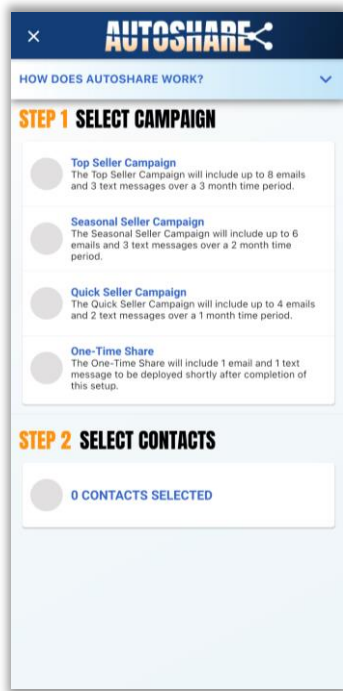 AUTOSHARE
HOW DOES AUTOSHARE WORK?
STEP 1 SELECT CAMPAIGN
Top Seller Campaign
The Top Seller Campaign will include up to 8 emails
and 3 text messages over a 3 month time period.
Seasonal Seller Campaign
The Seasonal Seller Campaign will include up to 6
emails and 3 text messages over a 2 month time
period.
Quick Seller Campaign
The Quick Seller Campaign will include up to 4 emails
and 2 text messages over a 1 month time period.
One-Time Share
The One-Time Share will include 1 email and 1 text
message to be deployed shortly after completion of
this setup.
STEP 2 SELECT CONTACTS
0 CONTACTS SELECTED